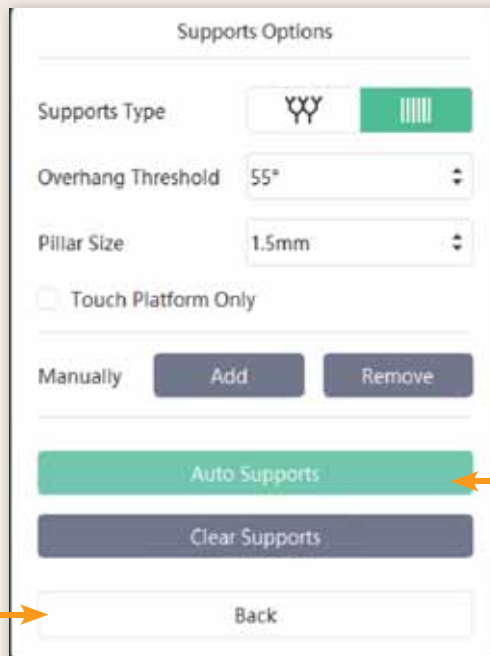 Supports Options
Supports Type
Overhang Threshold 55°
Pillar Size 1.5mm
Touch Platform Only
Manually Add Remove
Auto Supports
Clear Supports
Back